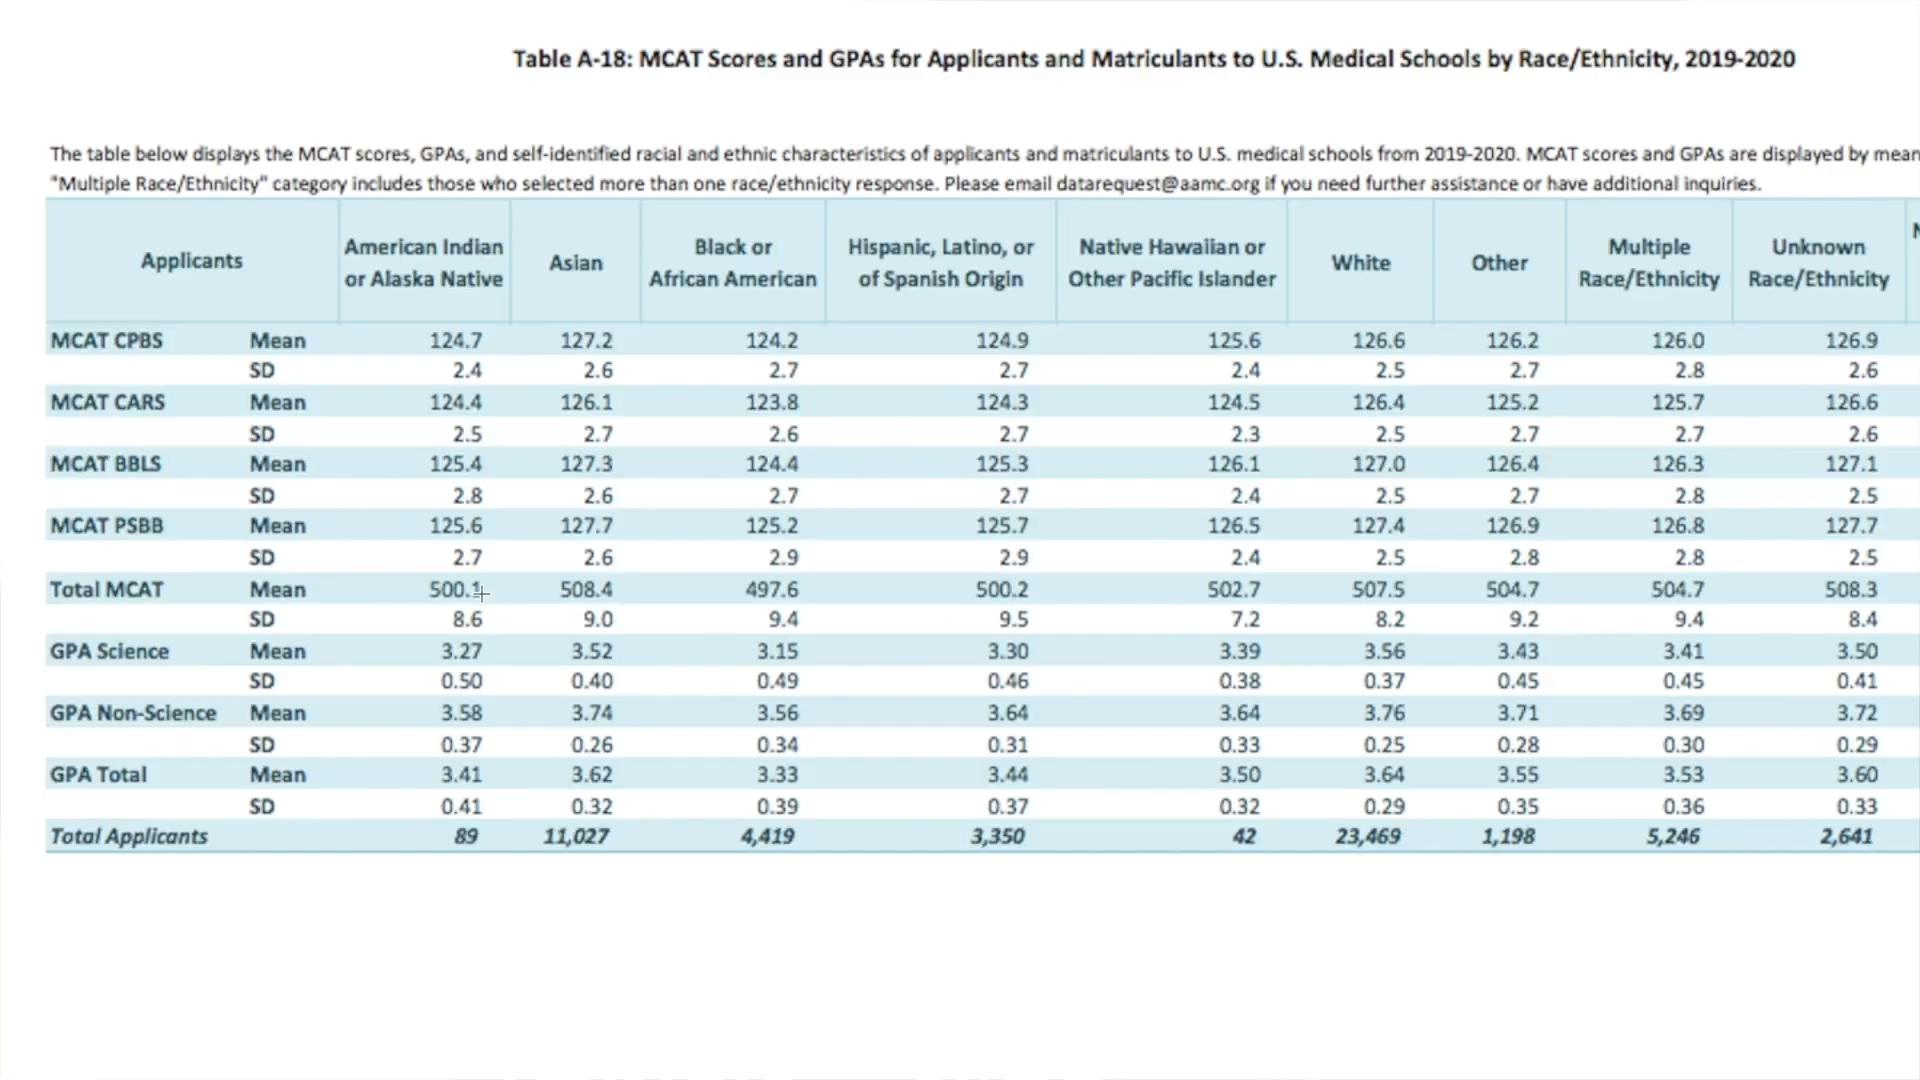 Table A-18: MCAT Scores and GPAs for Applicants and Matriculants to U.S. Medical Schools by Race/Ethnicity, 2019-2020
The table below displays the MCAT scores, GPAs, and self-identified racial and ethnic characteristics of applicants and matriculants to U.S. medical schools from 2019-2020. MCAT scores and GPAs are displayed by mean
"Multiple Race/Ethnicity" category includes those who selected more than one race/ethnicity response. Please email datarequest@aamc.org if you need further assistance or have additional inquiries.
Applicants American Indian or Alaska Native Asian Black or African American Hispanic, Latino, or of Spanish Origin Native Hawaiian or Other Pacific Islander White Other Multiple Race/Ethnicity Unknown Race/Ethnicity
MCAT CPBS Mean 124.7 127.2 124.2 124.9 125.6 126.6 126.2 126.0 126.9
SD 2.4 2.6 2.7 2.7 2.4 2.5 2.7 2.8 2.6
MCAT CARS Mean 124.4 126.1 123.8 124.3 124.5 126.4 125.2 125.7 126.6
SD 2.5 2.7 2.6 2.7 2.3 2.5 2.7 2.7 2.6
MCAT BBLS Mean 125.4 127.3 124.4 125.3 126.1 127.0 126.4 126.3 127.1
SD 2.8 2.6 2.7 2.7 2.4 2.5 2.7 2.8 2.5
MCAT PSBB Mean 125.6 127.7 125.2 125.7 126.5 127.4 126.9 126.8 127.7
SD 2.7 2.6 2.9 2.9 2.4 2.5 2.8 2.8 2.5
Total MCAT Mean 500.1 508.4 497.6 500.2 502.7 507.5 504.7 504.7 508.3
SD 8.6 9.0 9.4 9.5 7.2 8.2 9.2 9.4 8.4
GPA Science Mean 3.27 3.52 3.15 3.30 3.39 3.56 3.43 3.41 3.50
SD 0.50 0.40 0.49 0.46 0.38 0.37 0.45 0.45 0.41
GPA Non-Science Mean 3.58 3.74 3.56 3.64 3.64 3.76 3.71 3.69 3.72
SD 0.37 0.26 0.34 0.31 0.33 0.25 0.28 0.30 0.29
GPA Total Mean 3.41 3.62 3.33 3.44 3.50 3.64 3.55 3.53 3.60
SD 0.41 0.32 0.39 0.37 0.32 0.29 0.35 0.36 0.33
Total Applicants 89 11,027 4,419 3,350 42 23,469 1,198 5,246 2,641